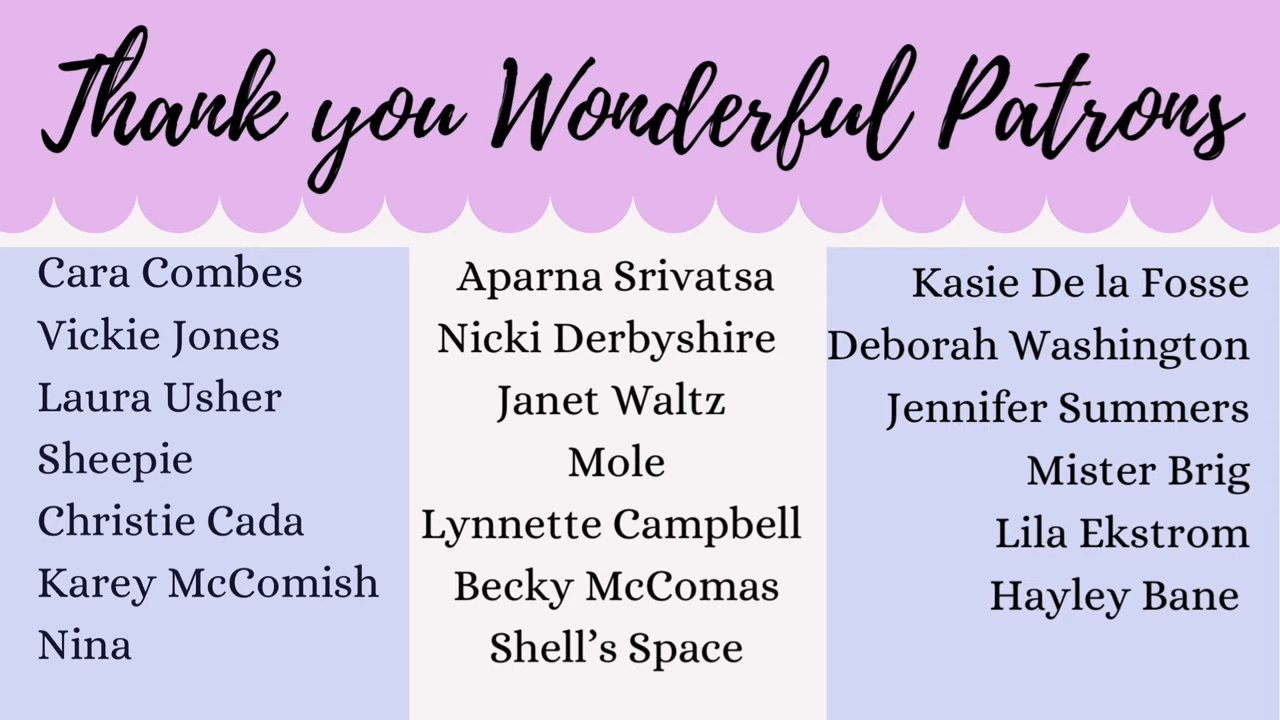 Thank you Wonderful Patrons
Cara Combes
Vickie Jones
Laura Usher
Sheepie
Christie Cada
Karey McComish
Nina
Aparna Srivatsa
Nicki Derbyshire
Janet Waltz
Mole
Lynnette Campbell
Becky McComas
Shell’s Space
Kasie De la Fosse
Deborah Washington
Jennifer Summers
Mister Brig
Lila Ekstrom
Hayley Bane